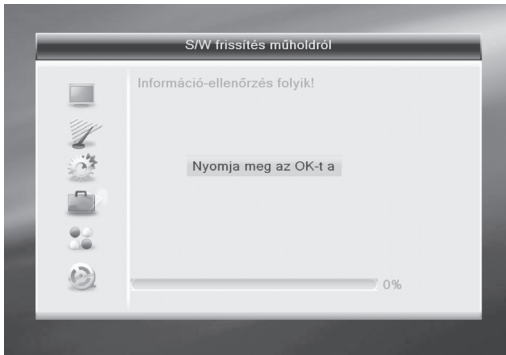 S/W frissítés műholdról
Információ-ellenőrzés folyik!
Nyomja meg az OK-t a
0%